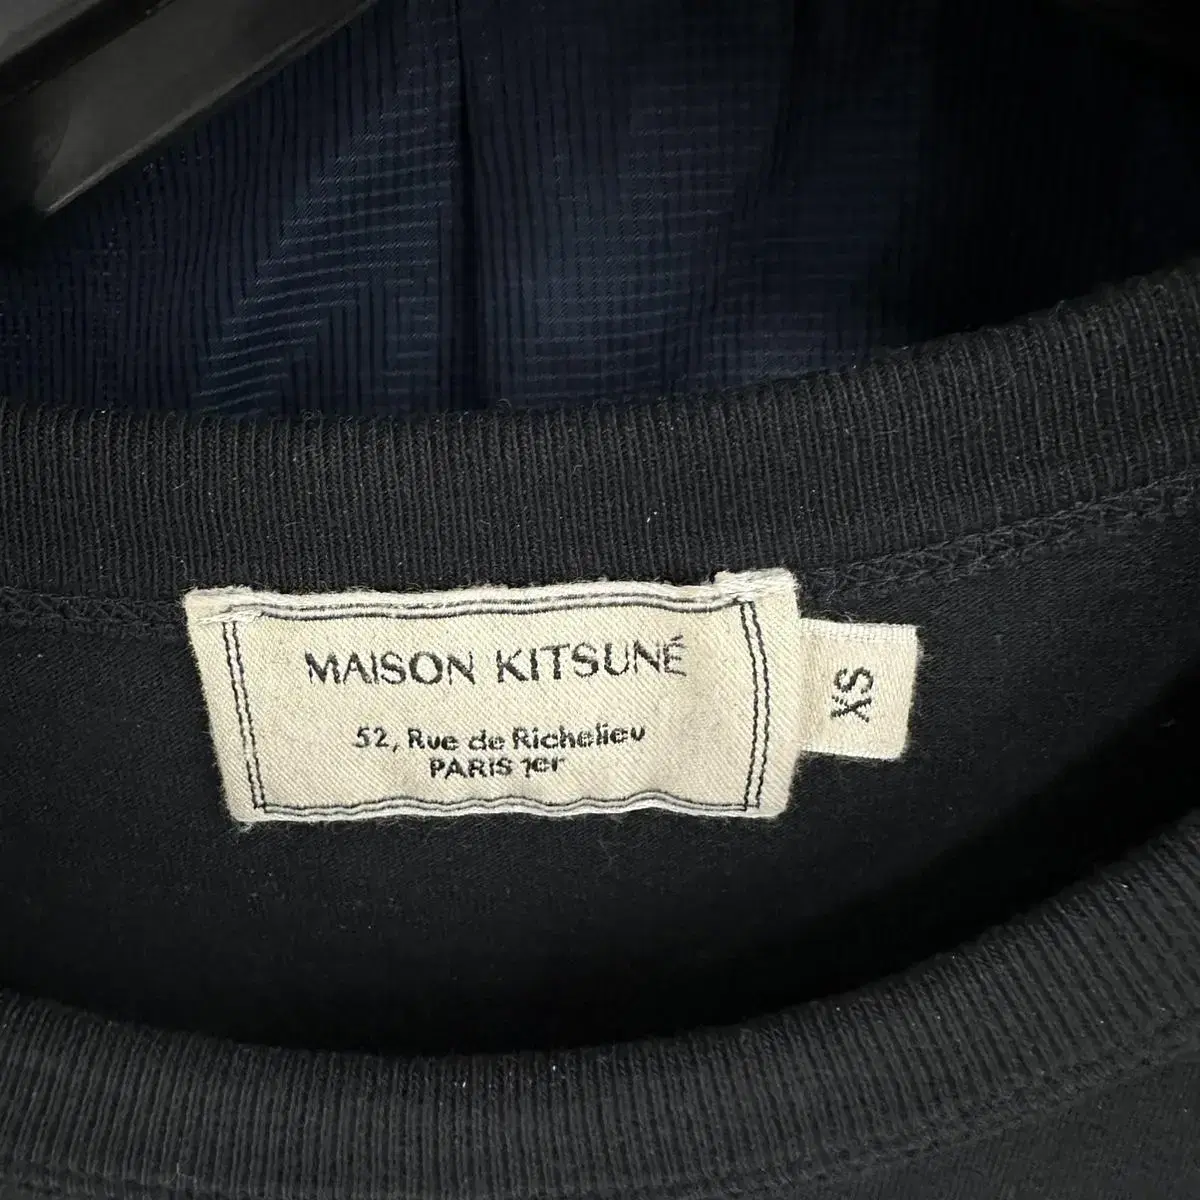 MAISON KITSUNÉ
52, Rue de Richelieu
PARIS 1er
XS